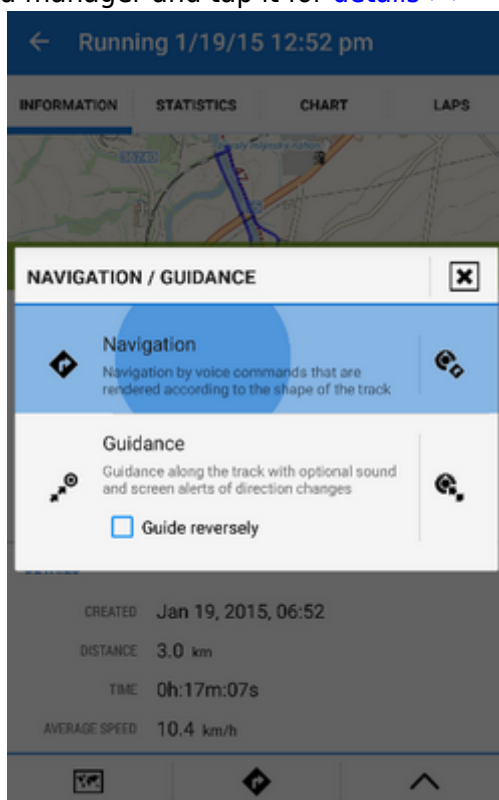 a manager and tap it for details
Running 1/19/15 12:52 pm
INFORMATION STATISTICS CHART LAPS
36740
NAVIGATION / GUIDANCE
Navigation
Navigation by voice commands that are
rendered according to the shape of the track
Guidance
Guidance along the track with optional sound
and screen alerts of direction changes
Guide reversely
CREATED Jan 19, 2015, 06:52
DISTANCE 3.0 km
TIME 0h:17m:07s
AVERAGE SPEED 10.4 km/h